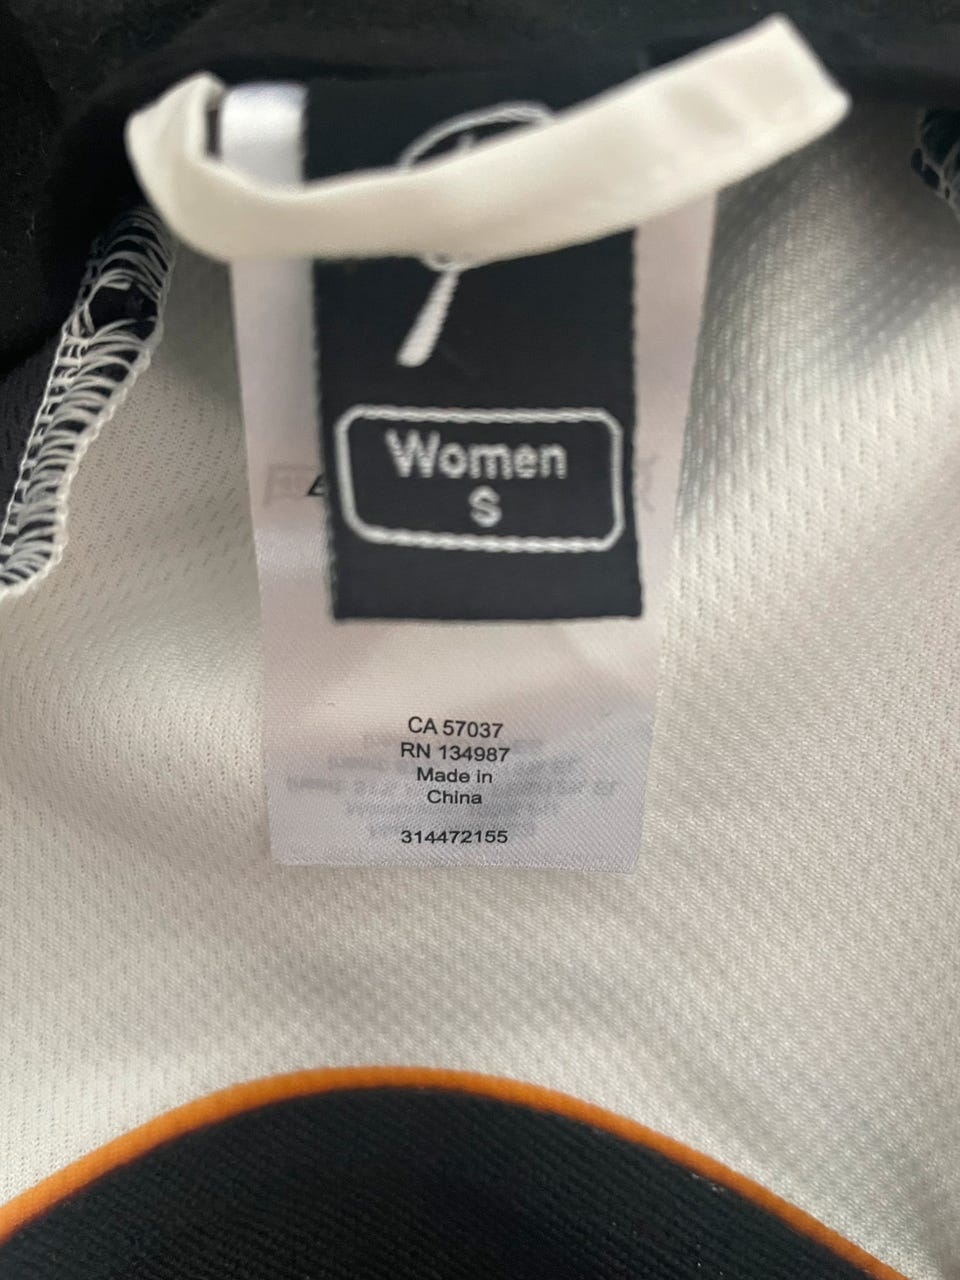 Women
S
CA 57037
RN 134987
Made in
China
314472155